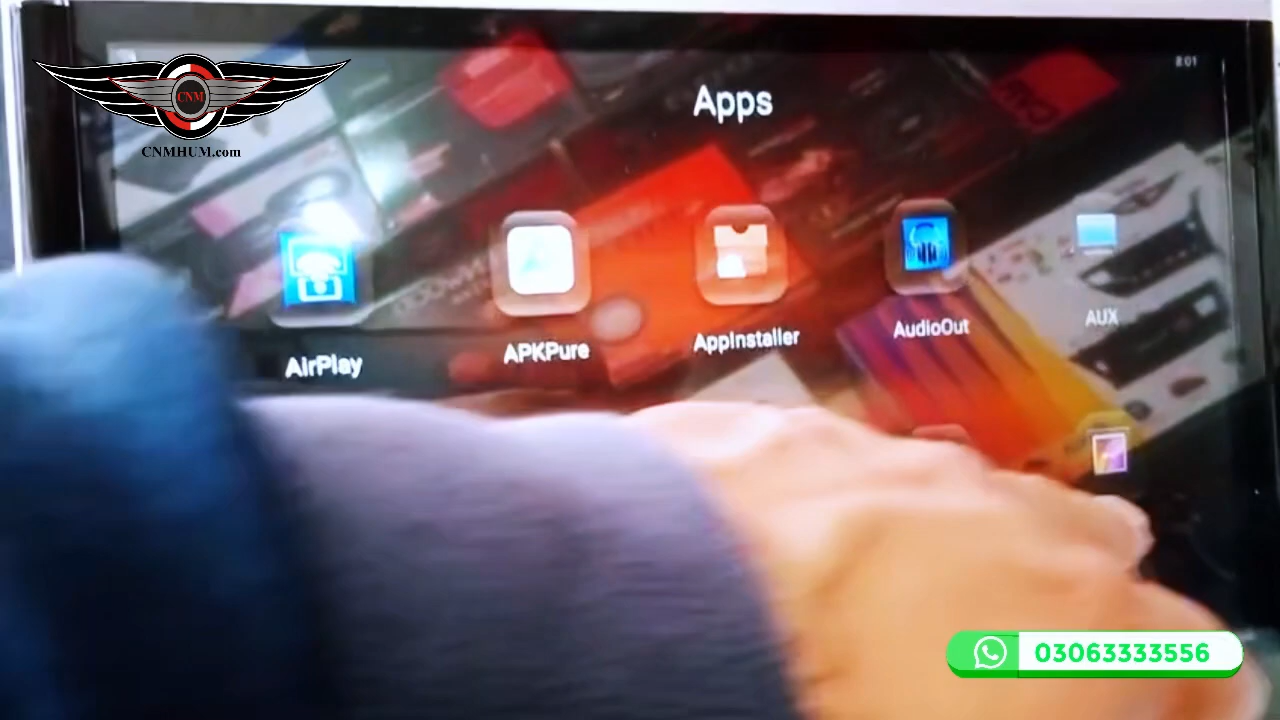 8:01
CNM
CNMHUM.com
Apps
AirPlay
APKPure
AppInstaller
AudioOut
AUX
03063333556